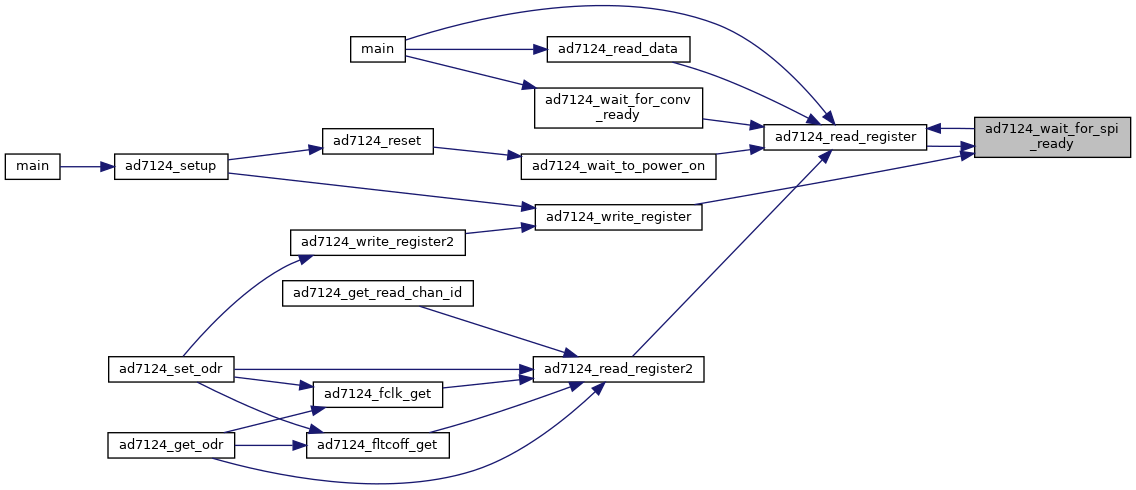 main
ad7124_read_data
ad7124_wait_for_conv
_ready
ad7124_wait_for_spi
_ready
ad7124_read_register
ad7124_reset
main
ad7124_setup
ad7124_wait_to_power_on
ad7124_write_register
ad7124_write_register2
ad7124_get_read_chan_id
ad7124_set_odr
ad7124_read_register2
ad7124_fclk_get
ad7124_get_odr
ad7124_fltcoff_get